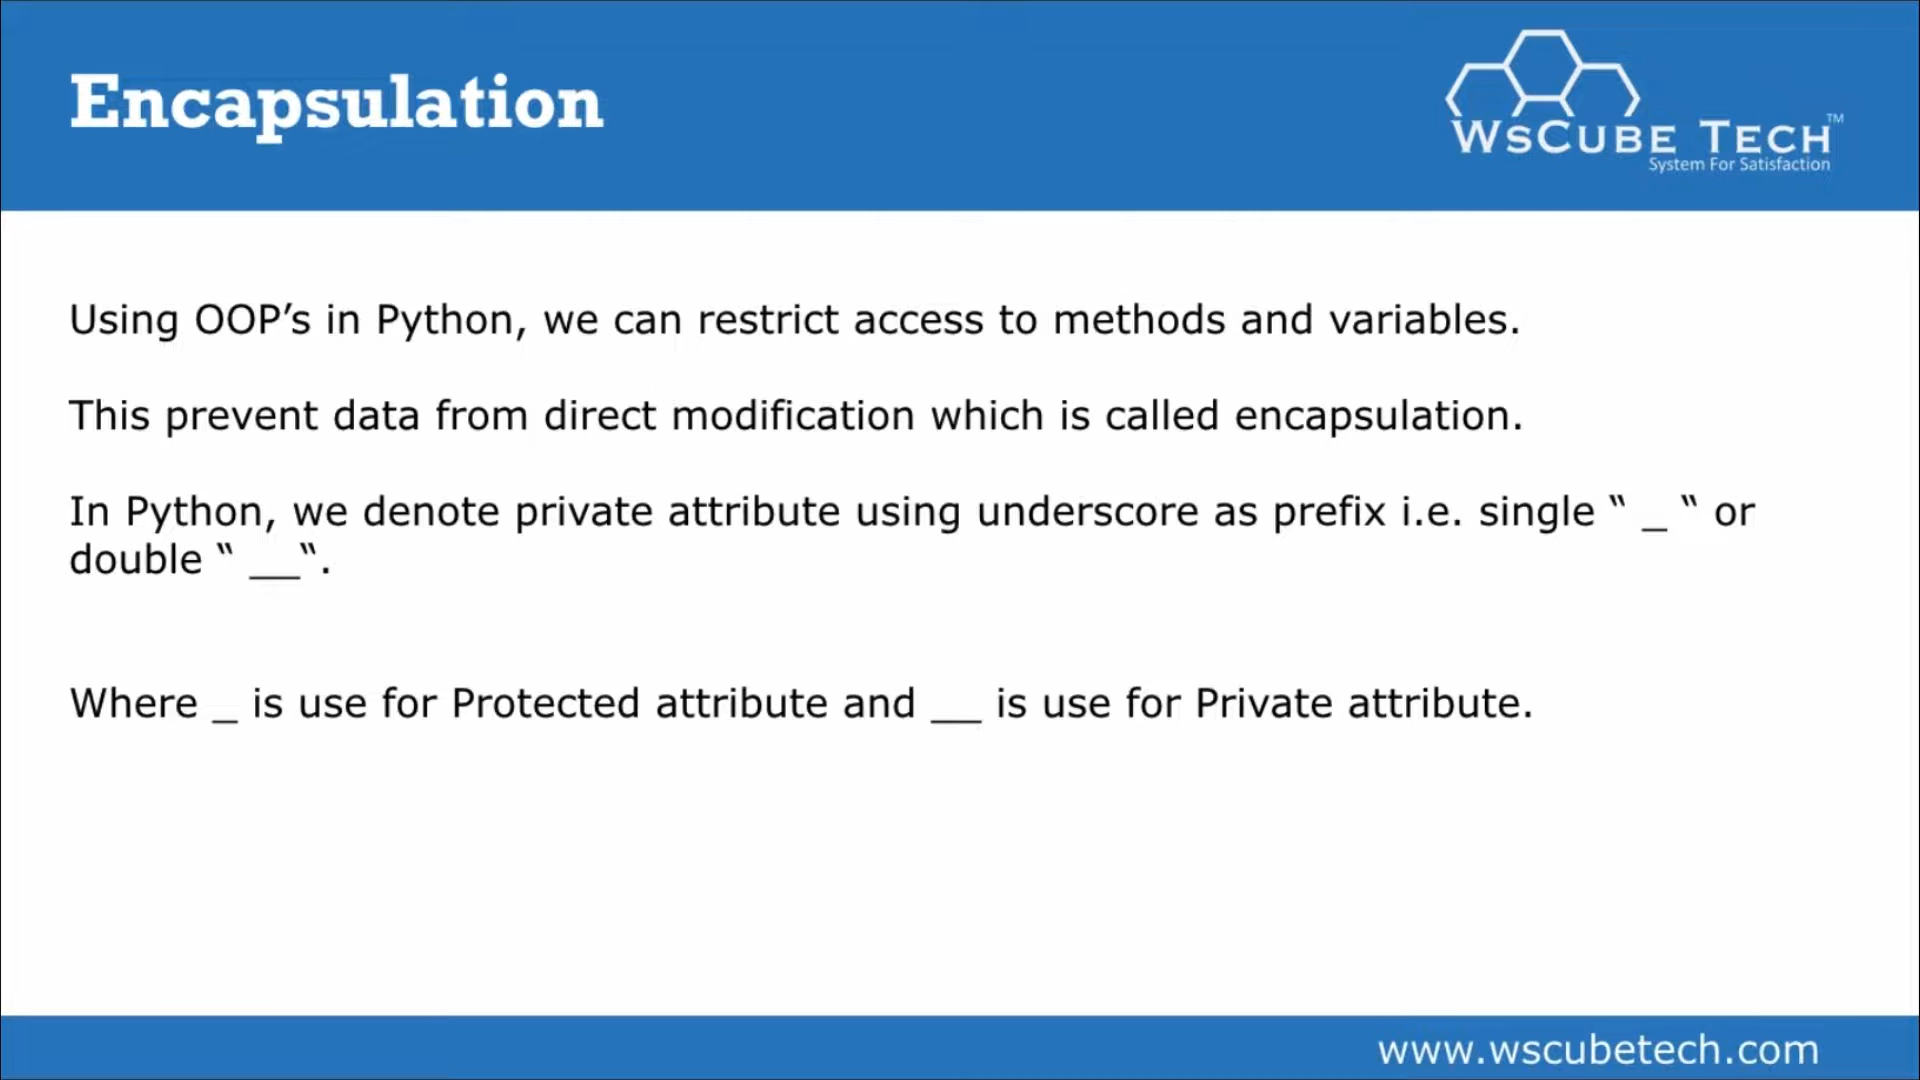 Encapsulation
WsCube Tech™
System For Satisfaction
Using OOP’s in Python, we can restrict access to methods and variables.
This prevent data from direct modification which is called encapsulation.
In Python, we denote private attribute using underscore as prefix i.e. single “ _ “ or
double “ __“.
Where _ is use for Protected attribute and __ is use for Private attribute.
www.wscubetech.com